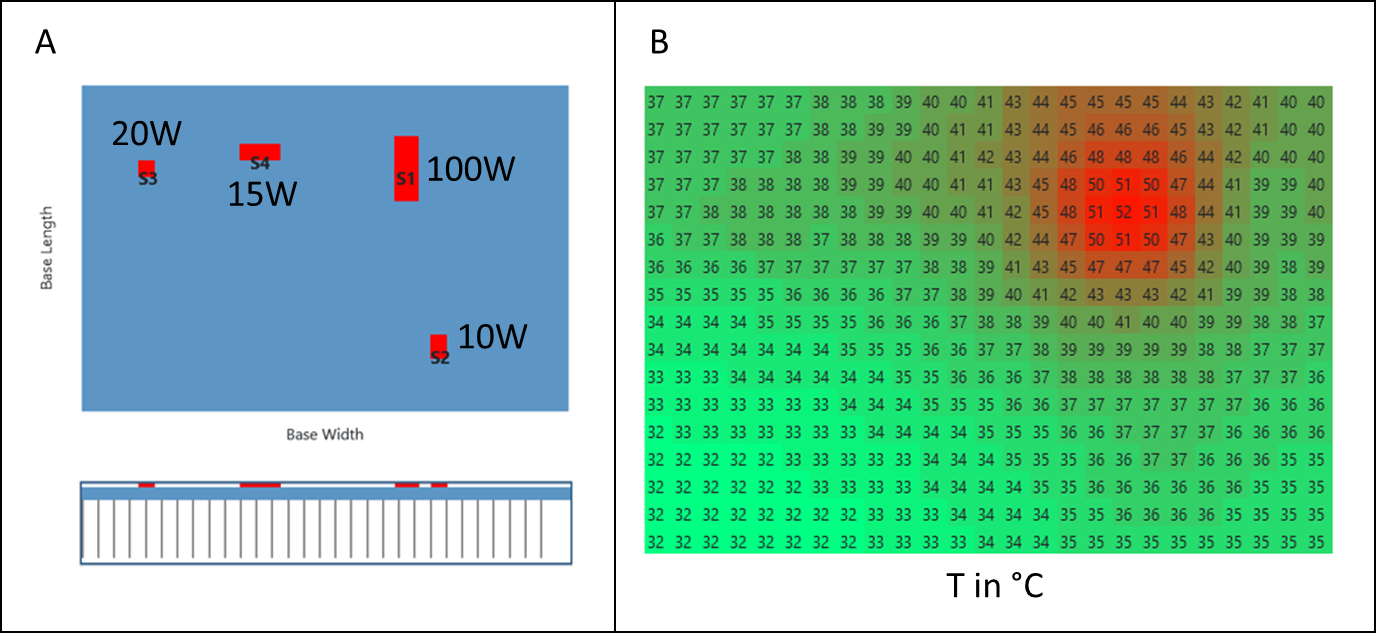 A
20W
S3
S4
15W
S1
100W
Base Length
S2
10W
Base Width
B
37 37 37 37 37 37 38 38 38 39 40 40 41 43 44 45 45 45 45 44 43 42 41 40 40
37 37 37 37 37 37 38 38 39 39 40 41 41 43 44 45 46 46 46 45 43 42 41 40 40
37 37 37 37 37 38 38 39 39 40 40 41 42 43 44 46 48 48 48 46 44 42 40 40 40
37 37 37 38 38 38 38 39 39 40 40 41 41 43 45 48 50 51 50 47 44 41 39 39 40
37 37 38 38 38 38 38 38 39 39 40 40 41 42 45 48 51 52 51 48 44 41 39 39 40
36 37 37 38 38 38 37 38 38 38 39 39 40 42 44 47 50 51 50 47 43 40 39 39 39
36 36 36 36 37 37 37 37 37 37 38 38 39 41 43 45 47 47 47 45 42 40 39 38 39
35 35 35 35 35 36 36 36 36 37 37 38 39 40 41 42 43 43 43 42 41 39 39 38 38
34 34 34 34 35 35 35 35 36 36 36 37 38 38 39 40 40 41 40 40 39 39 38 38 37
34 34 34 34 34 34 34 35 35 35 36 36 37 37 38 39 39 39 39 39 38 38 37 37 37
33 33 33 34 34 34 34 34 34 35 35 36 36 36 37 38 38 38 38 38 38 37 37 37 36
33 33 33 33 33 33 33 34 34 34 35 35 35 36 36 37 37 37 37 37 37 37 36 36 36
32 33 33 33 33 33 33 33 34 34 34 34 35 35 35 36 36 37 37 37 37 36 36 36 36
32 32 32 32 32 33 33 33 33 33 34 34 34 35 35 35 36 36 37 37 36 36 36 35 35
32 32 32 32 32 32 33 33 33 33 34 34 34 34 35 35 36 36 36 36 36 36 35 35 35
32 32 32 32 32 32 32 32 33 33 33 34 34 34 34 35 35 36 36 36 36 35 35 35 35
32 32 32 32 32 32 32 32 33 33 33 33 34 34 34 35 35 35 35 35 35 35 35 35 35
T in °C